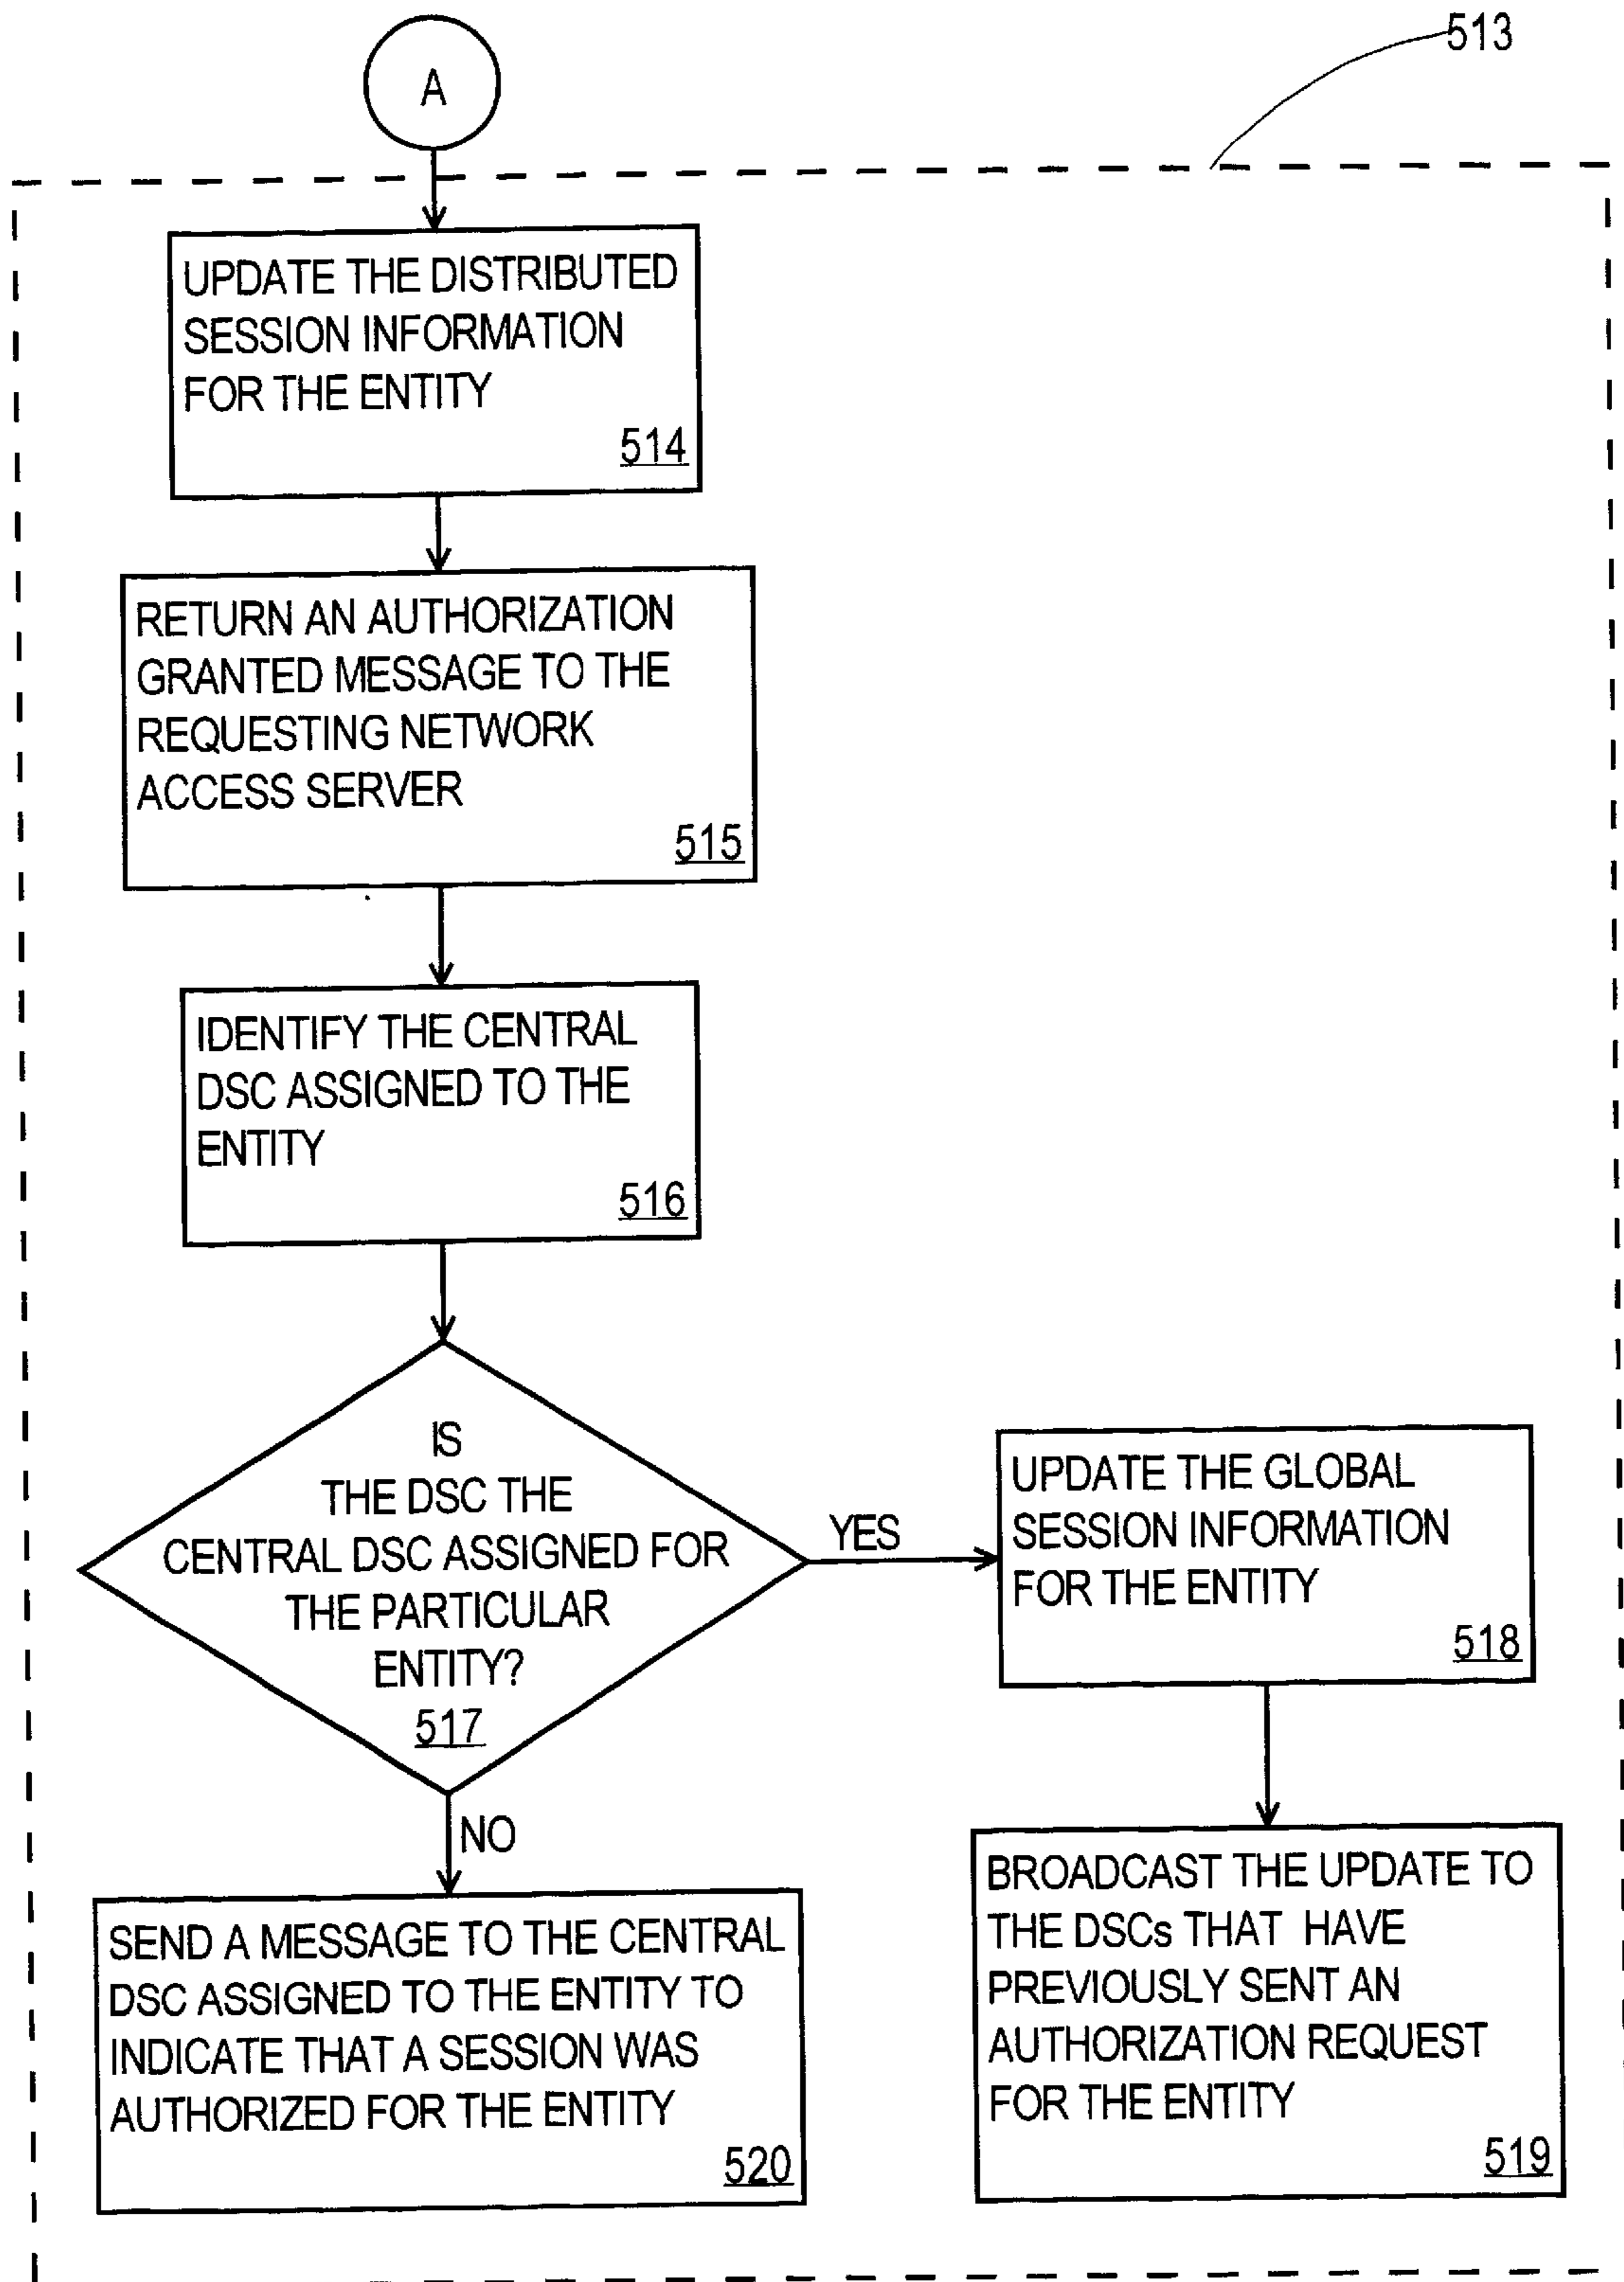 513
A
UPDATE THE DISTRIBUTED
SESSION INFORMATION
FOR THE ENTITY
514
RETURN AN AUTHORIZATION
GRANTED MESSAGE TO THE
REQUESTING NETWORK
ACCESS SERVER
515
IDENTIFY THE CENTRAL
DSC ASSIGNED TO THE
ENTITY
516
IS
THE DSC THE
CENTRAL DSC ASSIGNED FOR
THE PARTICULAR
ENTITY?
517
YES
UPDATE THE GLOBAL
SESSION INFORMATION
FOR THE ENTITY
518
NO
BROADCAST THE UPDATE TO
THE DSCs THAT HAVE
PREVIOUSLY SENT AN
AUTHORIZATION REQUEST
FOR THE ENTITY
519
SEND A MESSAGE TO THE CENTRAL
DSC ASSIGNED TO THE ENTITY TO
INDICATE THAT A SESSION WAS
AUTHORIZED FOR THE ENTITY
520